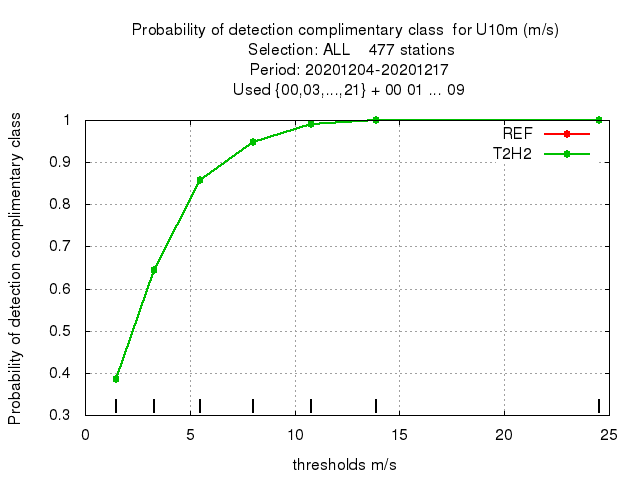 Probability of detection complimentary class  for U10m (m/s)
Selection: ALL    477 stations
Period: 20201204-20201217
Used {00,03,...,21} + 00 01 ... 09
Probability of detection complimentary class
1
0.9
0.8
0.7
0.6
0.5
0.4
0.3
REF
T2H2
0 5 10 15 20 25
thresholds m/s